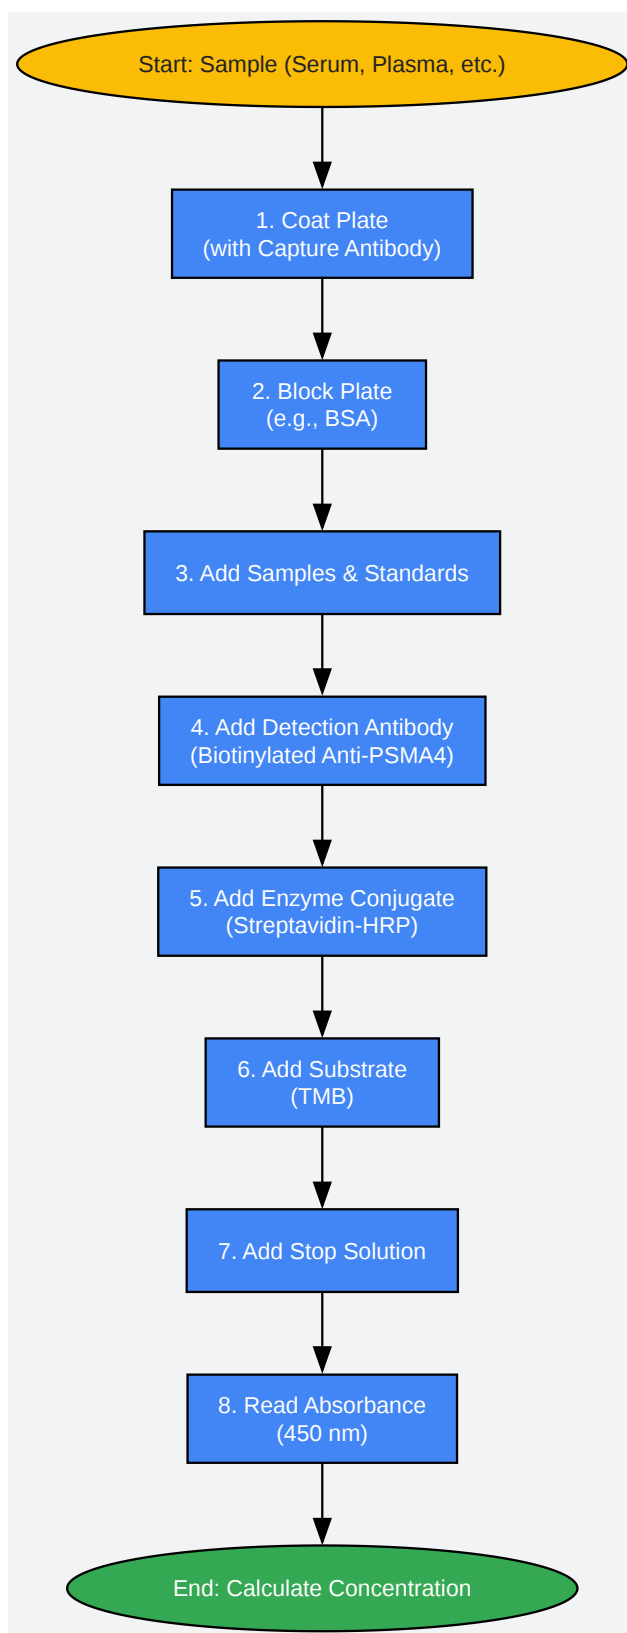 Start: Sample (Serum, Plasma, etc.)
1. Coat Plate
(with Capture Antibody)
2. Block Plate
(e.g., BSA)
3. Add Samples & Standards
4. Add Detection Antibody
(Biotinylated Anti-PSMA4)
5. Add Enzyme Conjugate
(Streptavidin-HRP)
6. Add Substrate
(TMB)
7. Add Stop Solution
8. Read Absorbance
(450 nm)
End: Calculate Concentration